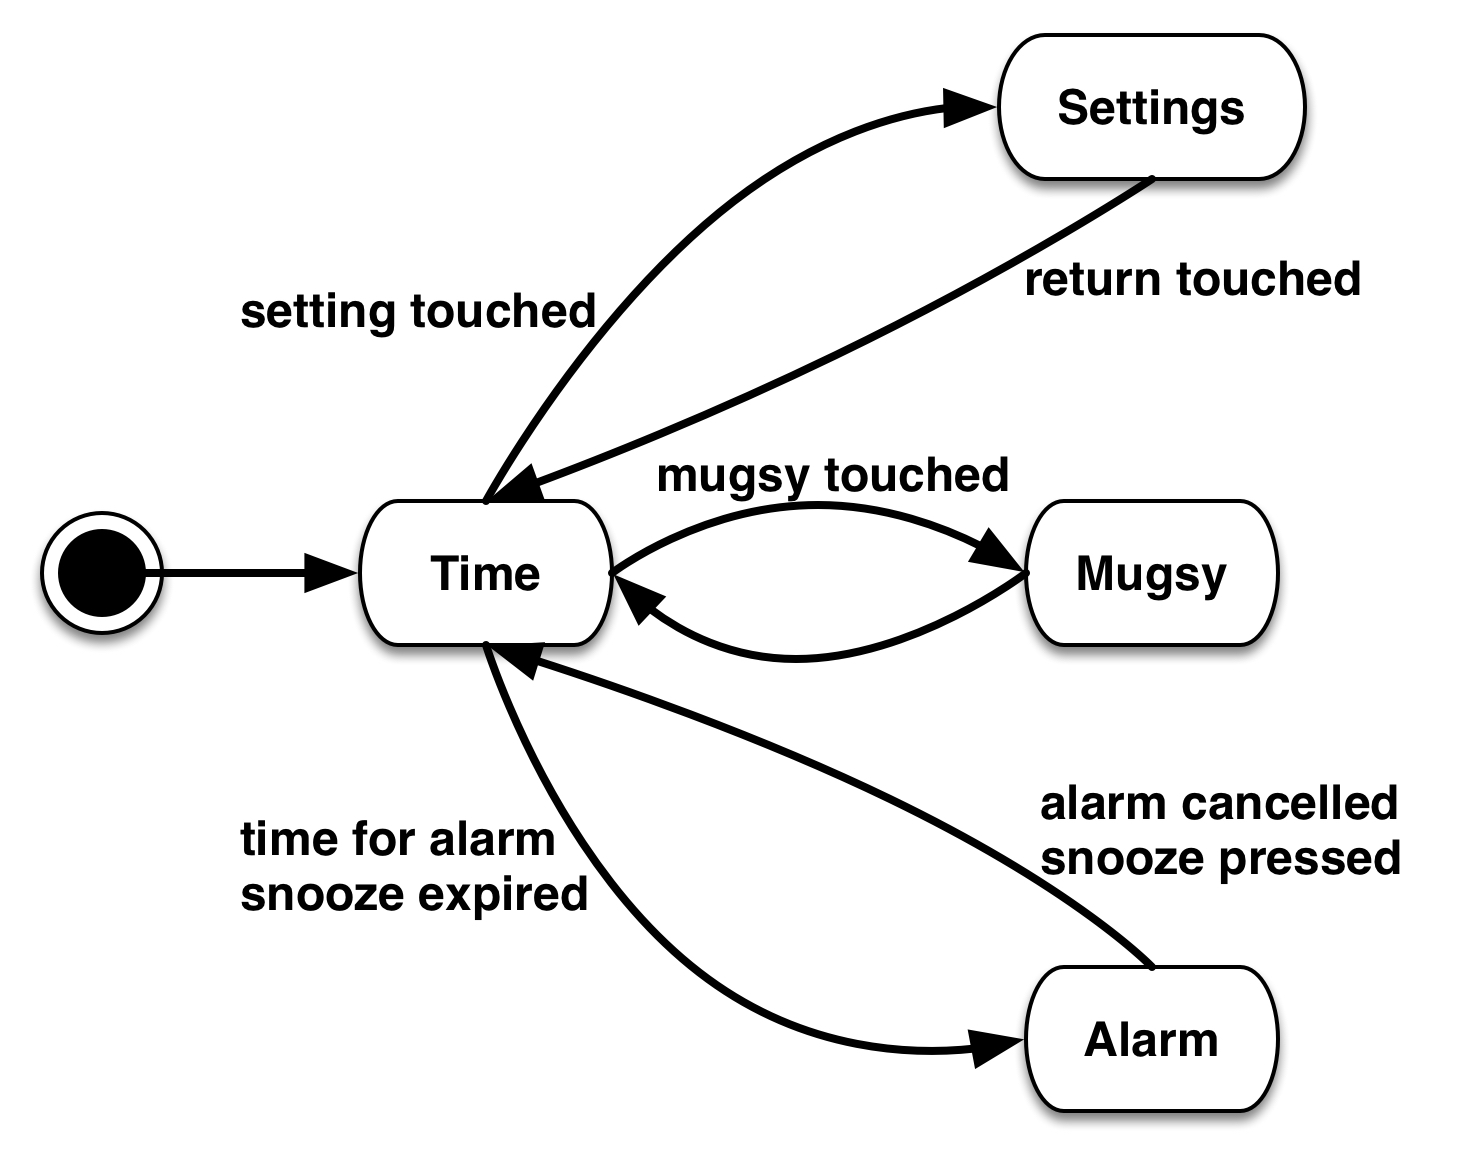 Settings
setting touched
return touched
mugsy touched
Time
Mugsy
time for alarm
snooze expired
alarm cancelled
snooze pressed
Alarm